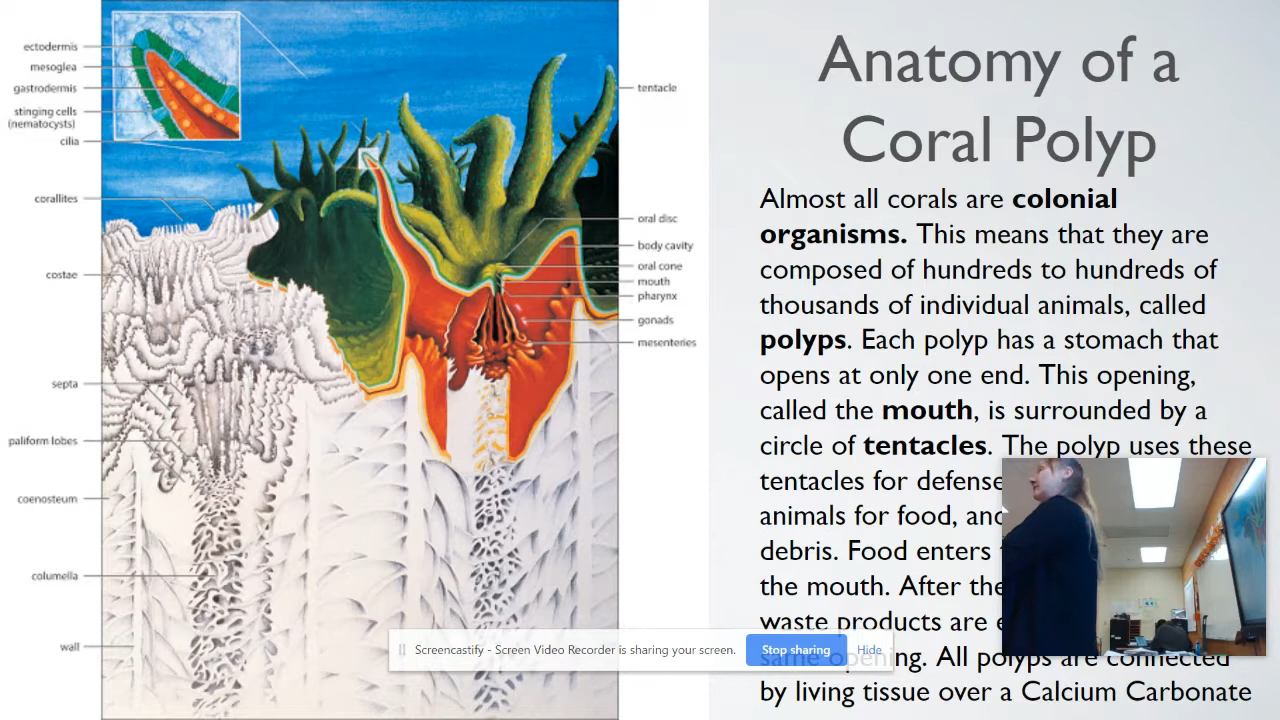 ectodermis
mesoglea
gastrodermis
stinging cells
(nematocysts)
cilia
corallites
costae
septa
paliform lobes
coenosteum
columella
wall
tentacle
oral disc
body cavity
oral cone
mouth
pharynx
gonads
mesenteries
Anatomy of a
Coral Polyp
Almost all corals are colonial
organisms. This means that they are
composed of hundreds to hundreds of
thousands of individual animals, called
polyps. Each polyp has a stomach that
opens at only one end. This opening,
called the mouth, is surrounded by a
circle of tentacles. The polyp uses these
tentacles for defense
animals for food, and
debris. Food enters
the mouth. After the
waste products are
same opening. All polyps are connected
by living tissue over a Calcium Carbonate
Screencastify - Screen Video Recorder is sharing your screen.
Stop sharing
Hide